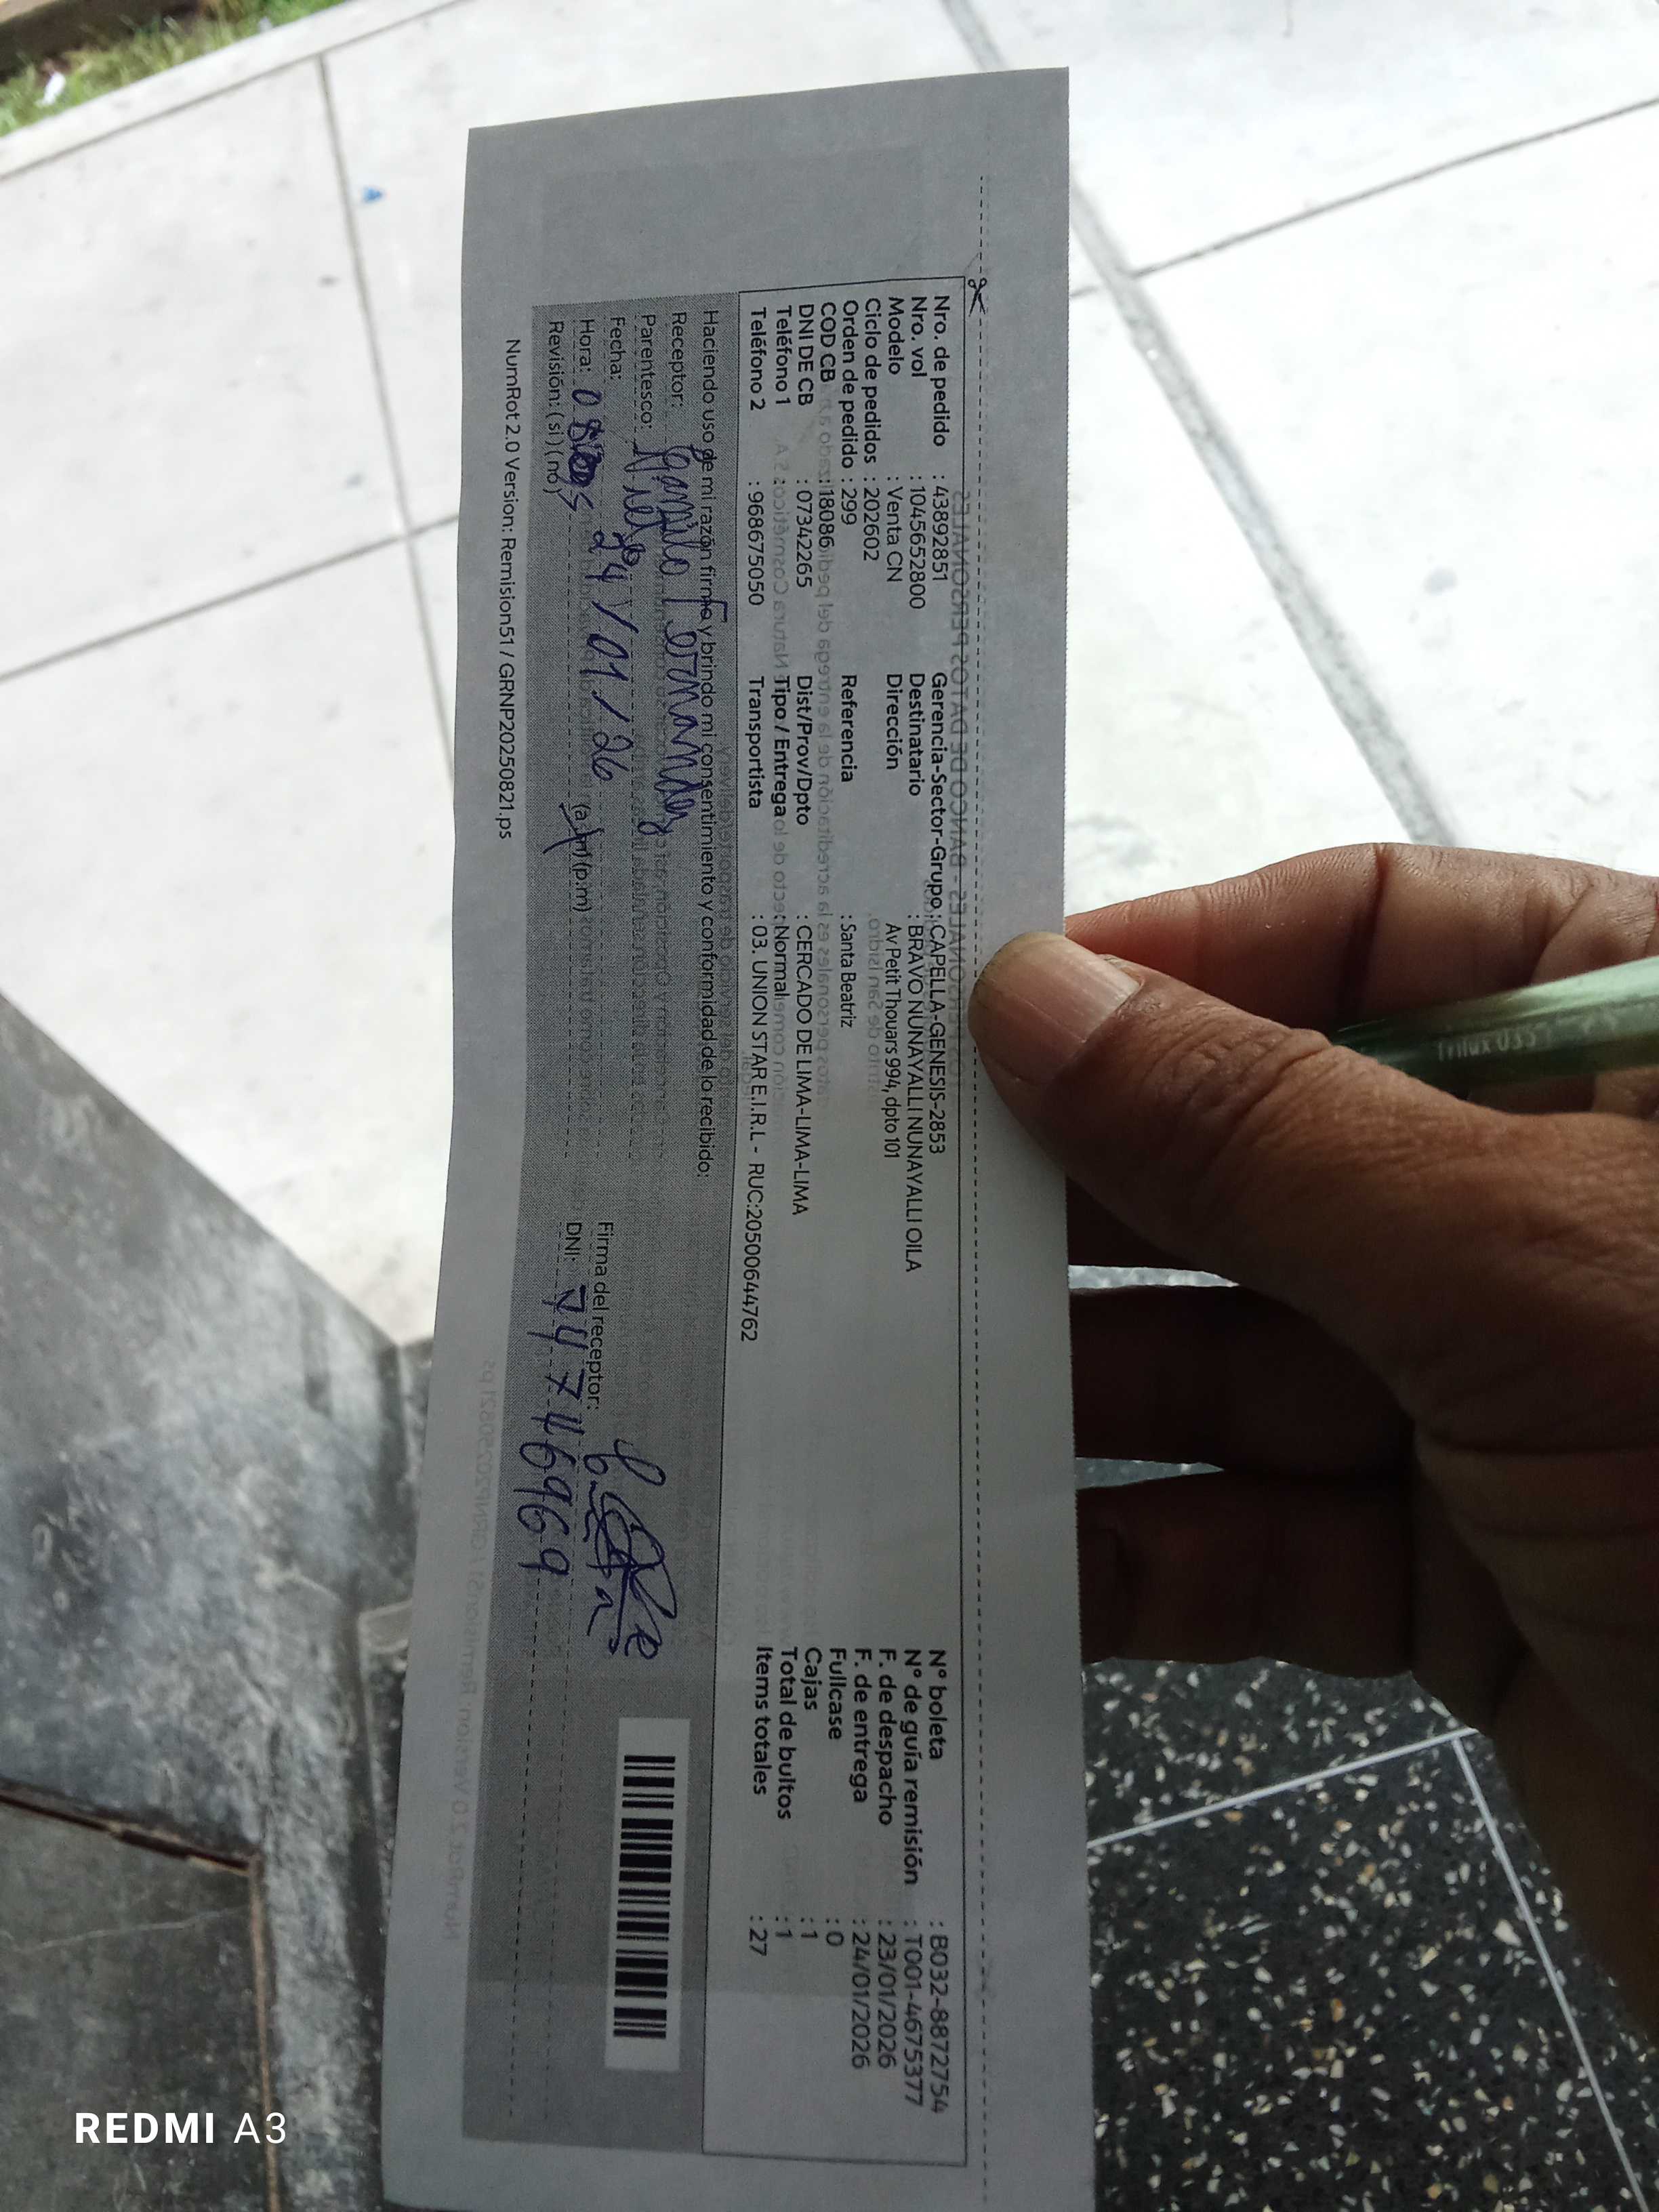 Nro. de pedido : 43892851 Gerencia-Sector-Grupo : CAPELLA-GENESIS-2853 N° boleta : B032-8872754
Nro. vol : 104565280O Destinatario : BRAVO NUNAYALLI NUNAYALLI OILA N° de guía remisión : T001-4675377
Modelo : Venta CN Dirección Av Petit Thouars 994, dpto 101 F. de despacho : 23/01/2026
Ciclo de pedidos : 202602 F. de entrega : 24/01/2026
Orden de pedido : 299 Referencia : Santa Beatriz Fullcase : 0
COD CB : 18086 Cajas : 1
DNI DE CB : 07342265 Dist/Prov/Dpto : CERCADO DE LIMA-LIMA-LIMA Total de bultos : 1
Teléfono 1 Tipo / Entrega : Normal Items totales : 27
Teléfono 2 : 968675050 Transportista : 03. UNION STAR E.I.R.L - RUC:20500644762
Haciendo uso de mi razón firmo y brindo mi consentimiento y conformidad de lo recibido:
Receptor: Fernandez
Parentesco: Nieto
Fecha: 24/01/26 Firma del receptor:
Hora: (a.m) (p.m) DNI: 74746969
Revisión: ( si ) ( no )
NumRot 2.0 Version: Remision51 / GRNP20250821.ps
Trilux 035
REDMI A3